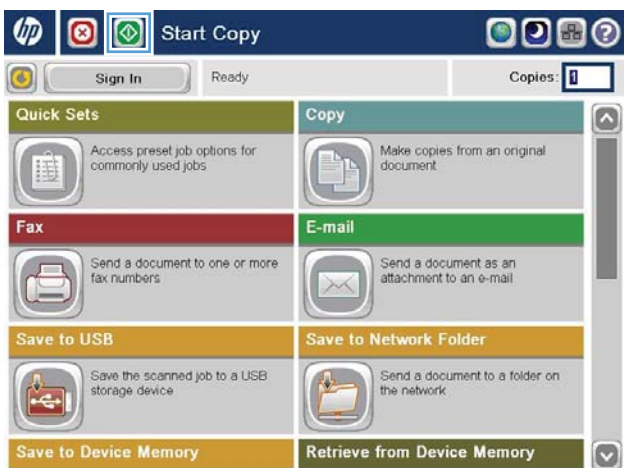 hp
Start Copy
Sign In
Ready
Copies: 1
Quick Sets
Access preset job options for
commonly used jobs
Copy
Make copies from an original
document
Fax
Send a document to one or more
fax numbers
E-mail
Send a document as an
attachment to an e-mail
Save to USB
Save the scanned job to a USB
storage device
Save to Network Folder
Send a document to a folder on
the network
Save to Device Memory
Retrieve from Device Memory